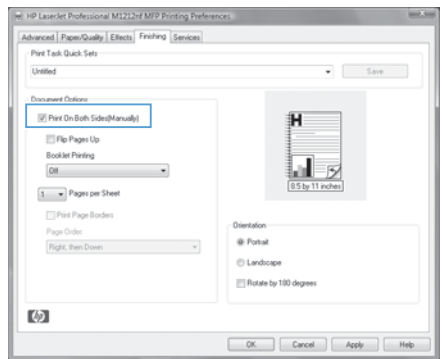 HP LaserJet Professional M1212nf MFP Printing Preferences
Advanced Paper/Quality Effects Finishing Services
Print Task Quick Sets
Untitled Save
Document Options
Print On Both Sides(Manually)
Flip Pages Up
Booklet Printing
Off
1 Pages per Sheet
Print Page Borders
Page Order:
Right, then Down
H
8.5 by 11 inches
Orientation
Portrait
Landscape
Rotate by 180 degrees
hp
OK Cancel Apply Help